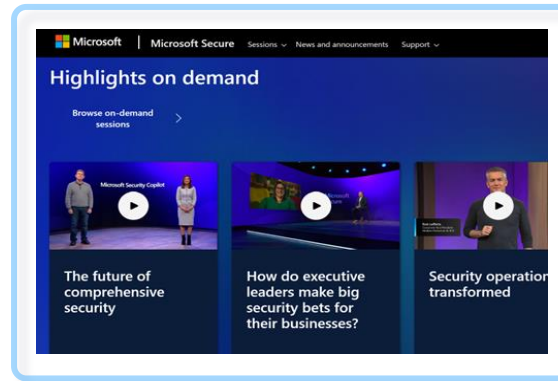 Microsoft | Microsoft Secure Sessions News and announcements Support
Highlights on demand
Browse on-demand
sessions
Microsoft Security Copilot
The future of
comprehensive
security
How do executive
leaders make big
security bets for
their businesses?
Security operation
transformed